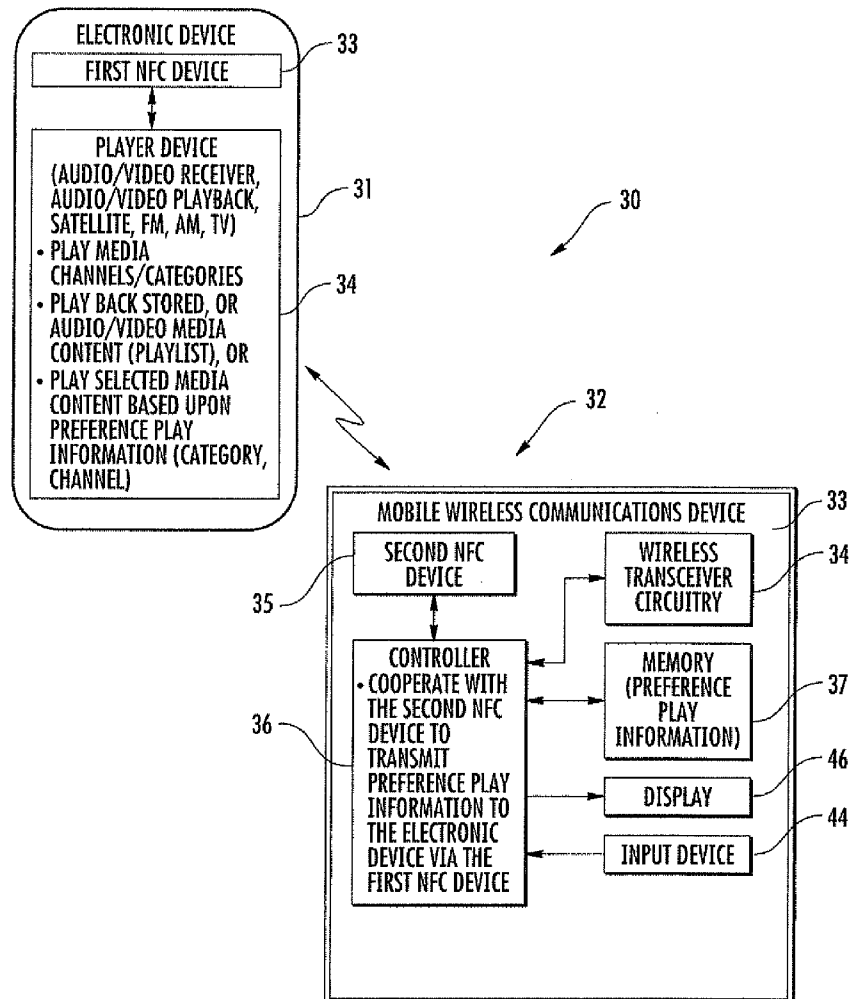 ELECTRONIC DEVICE
FIRST NFC DEVICE
33
PLAYER DEVICE
(AUDIO/VIDEO RECEIVER,
AUDIO/VIDEO PLAYBACK,
SATELLITE, FM, AM, TV)
• PLAY MEDIA
CHANNELS/CATEGORIES
• PLAY BACK STORED, OR
AUDIO/VIDEO MEDIA
CONTENT (PLAYLIST), OR
• PLAY SELECTED MEDIA
CONTENT BASED UPON
PREFERENCE PLAY
INFORMATION (CATEGORY,
CHANNEL)
31
34
30
32
MOBILE WIRELESS COMMUNICATIONS DEVICE
33
SECOND NFC
DEVICE
35
WIRELESS
TRANSCEIVER
CIRCUITRY
34
CONTROLLER
• COOPERATE WITH
THE SECOND NFC
DEVICE TO
TRANSMIT
PREFERENCE PLAY
INFORMATION TO
THE ELECTRONIC
DEVICE VIA THE
FIRST NFC DEVICE
36
MEMORY
(PREFERENCE
PLAY
INFORMATION)
37
DISPLAY
46
INPUT DEVICE
44